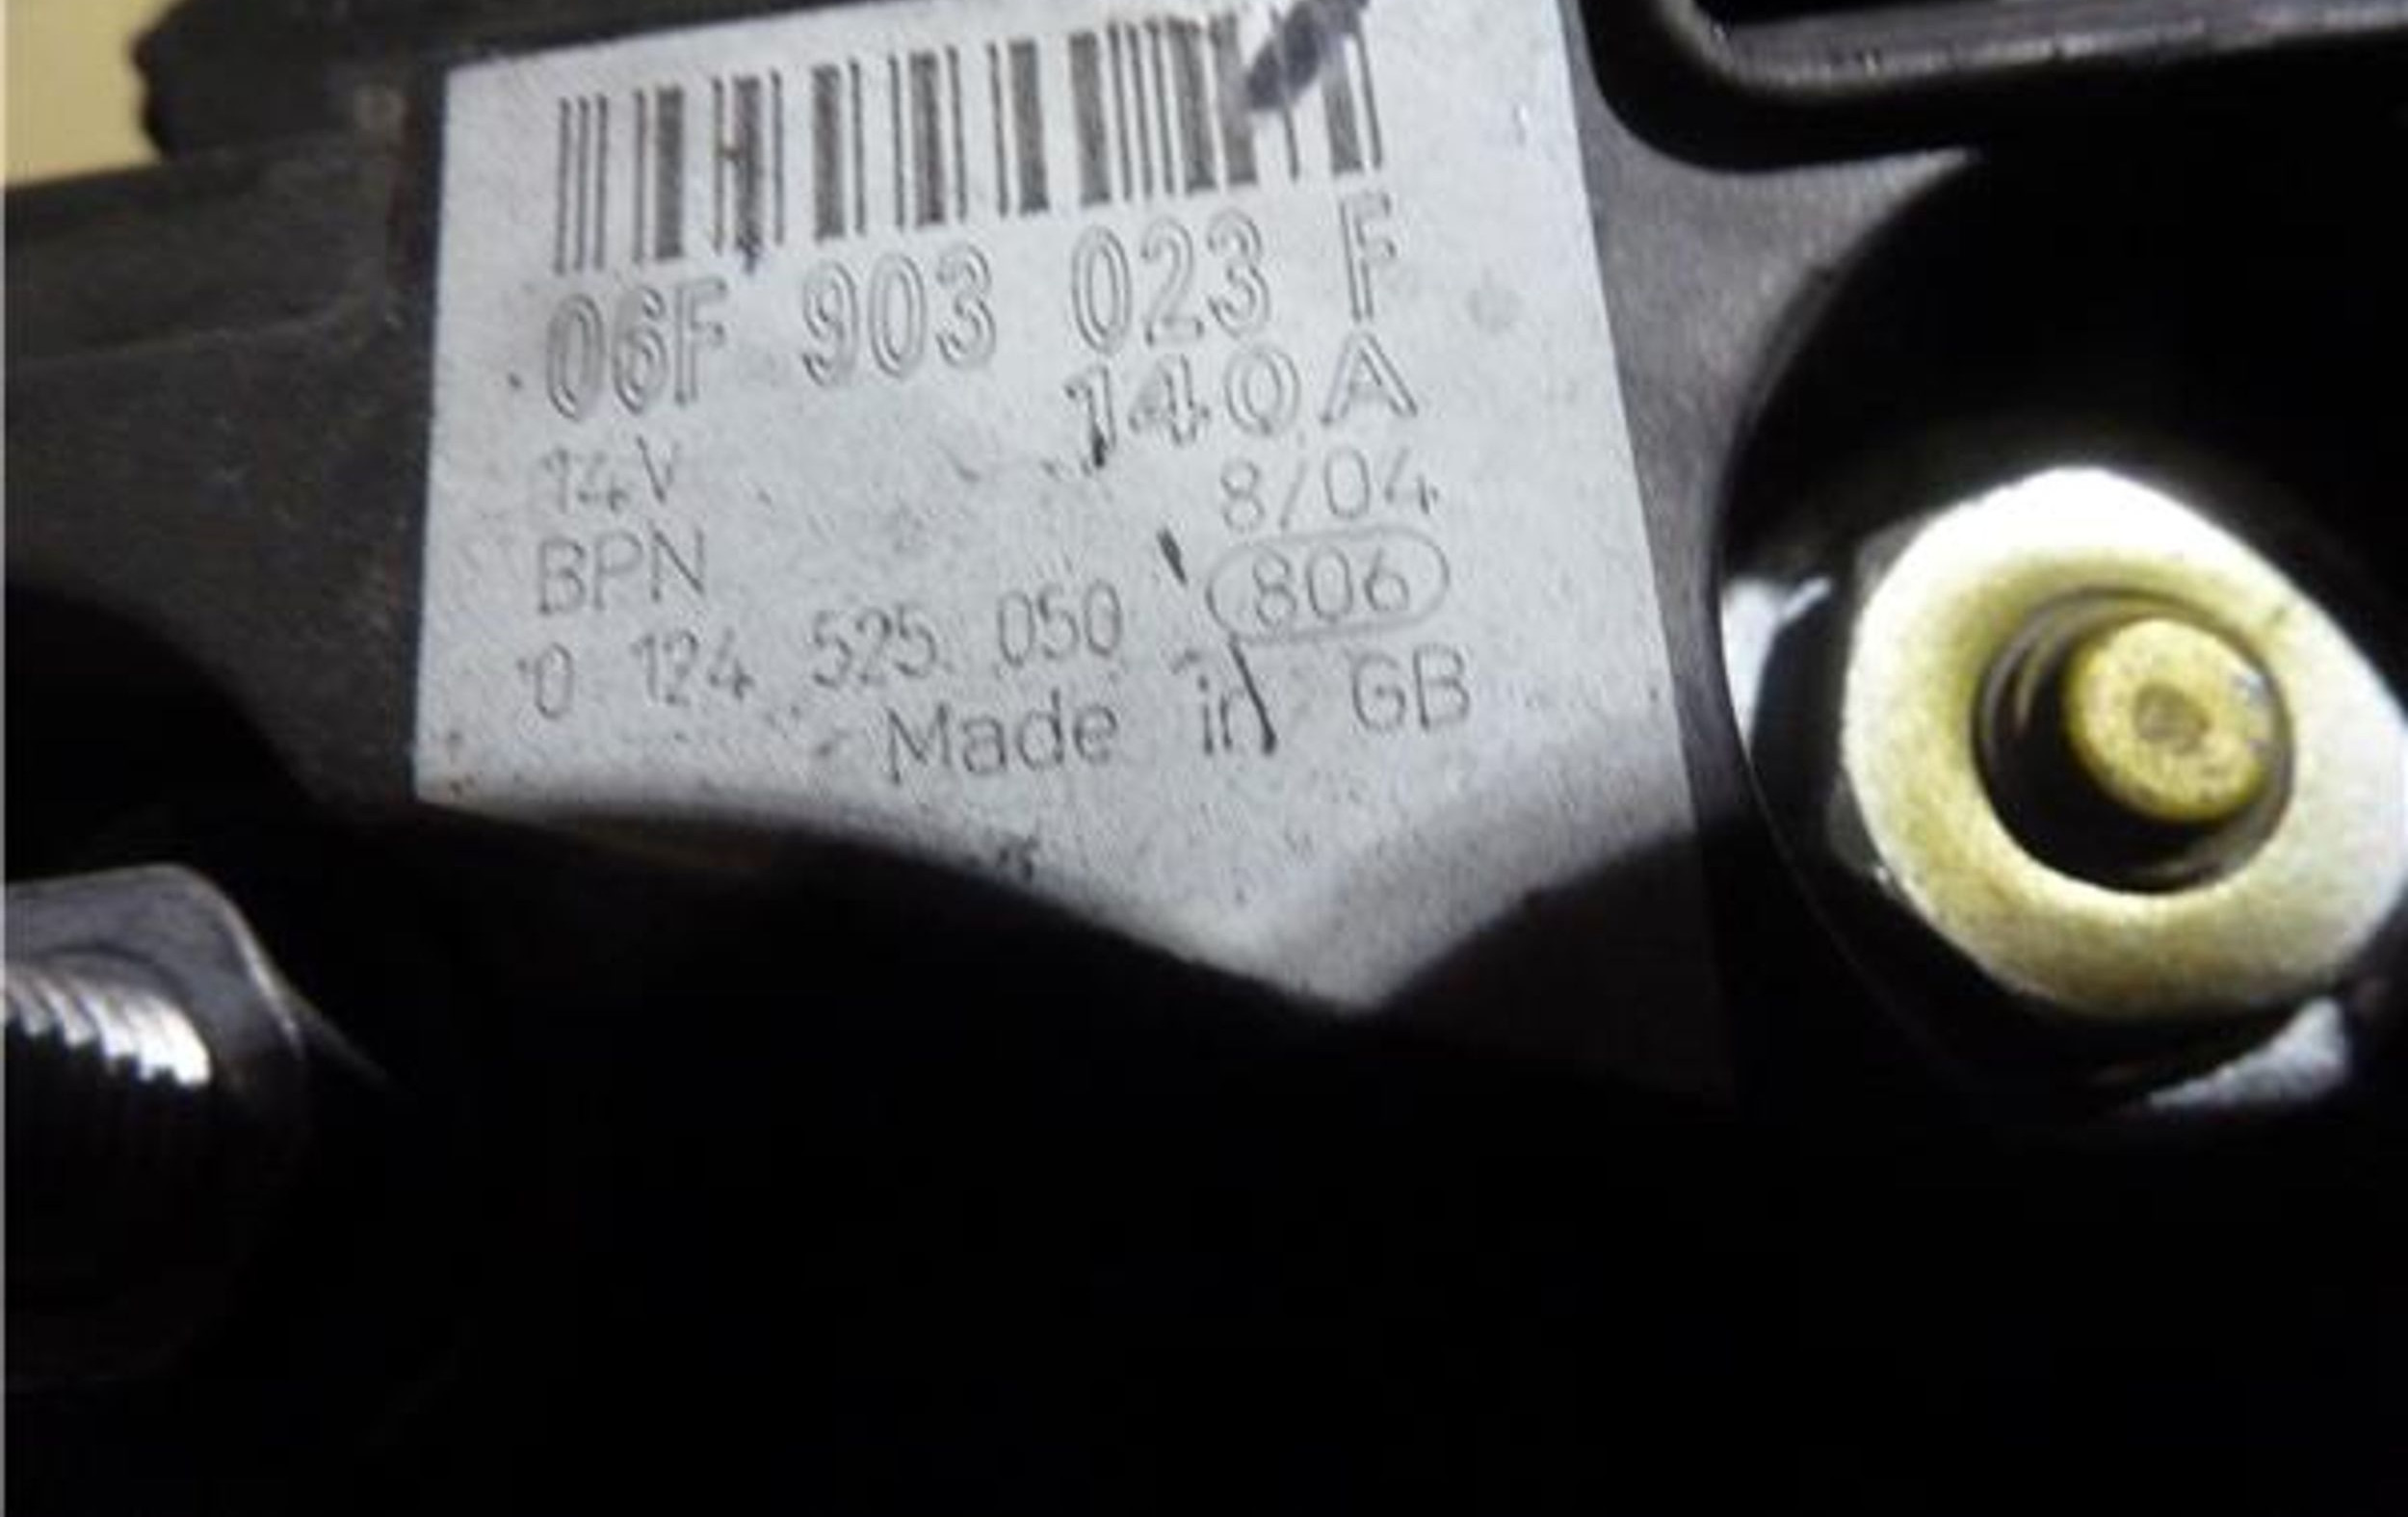 06F 903 023 F
140A
14V 8/04
BPN 806
0 124 525 050
Made in GB